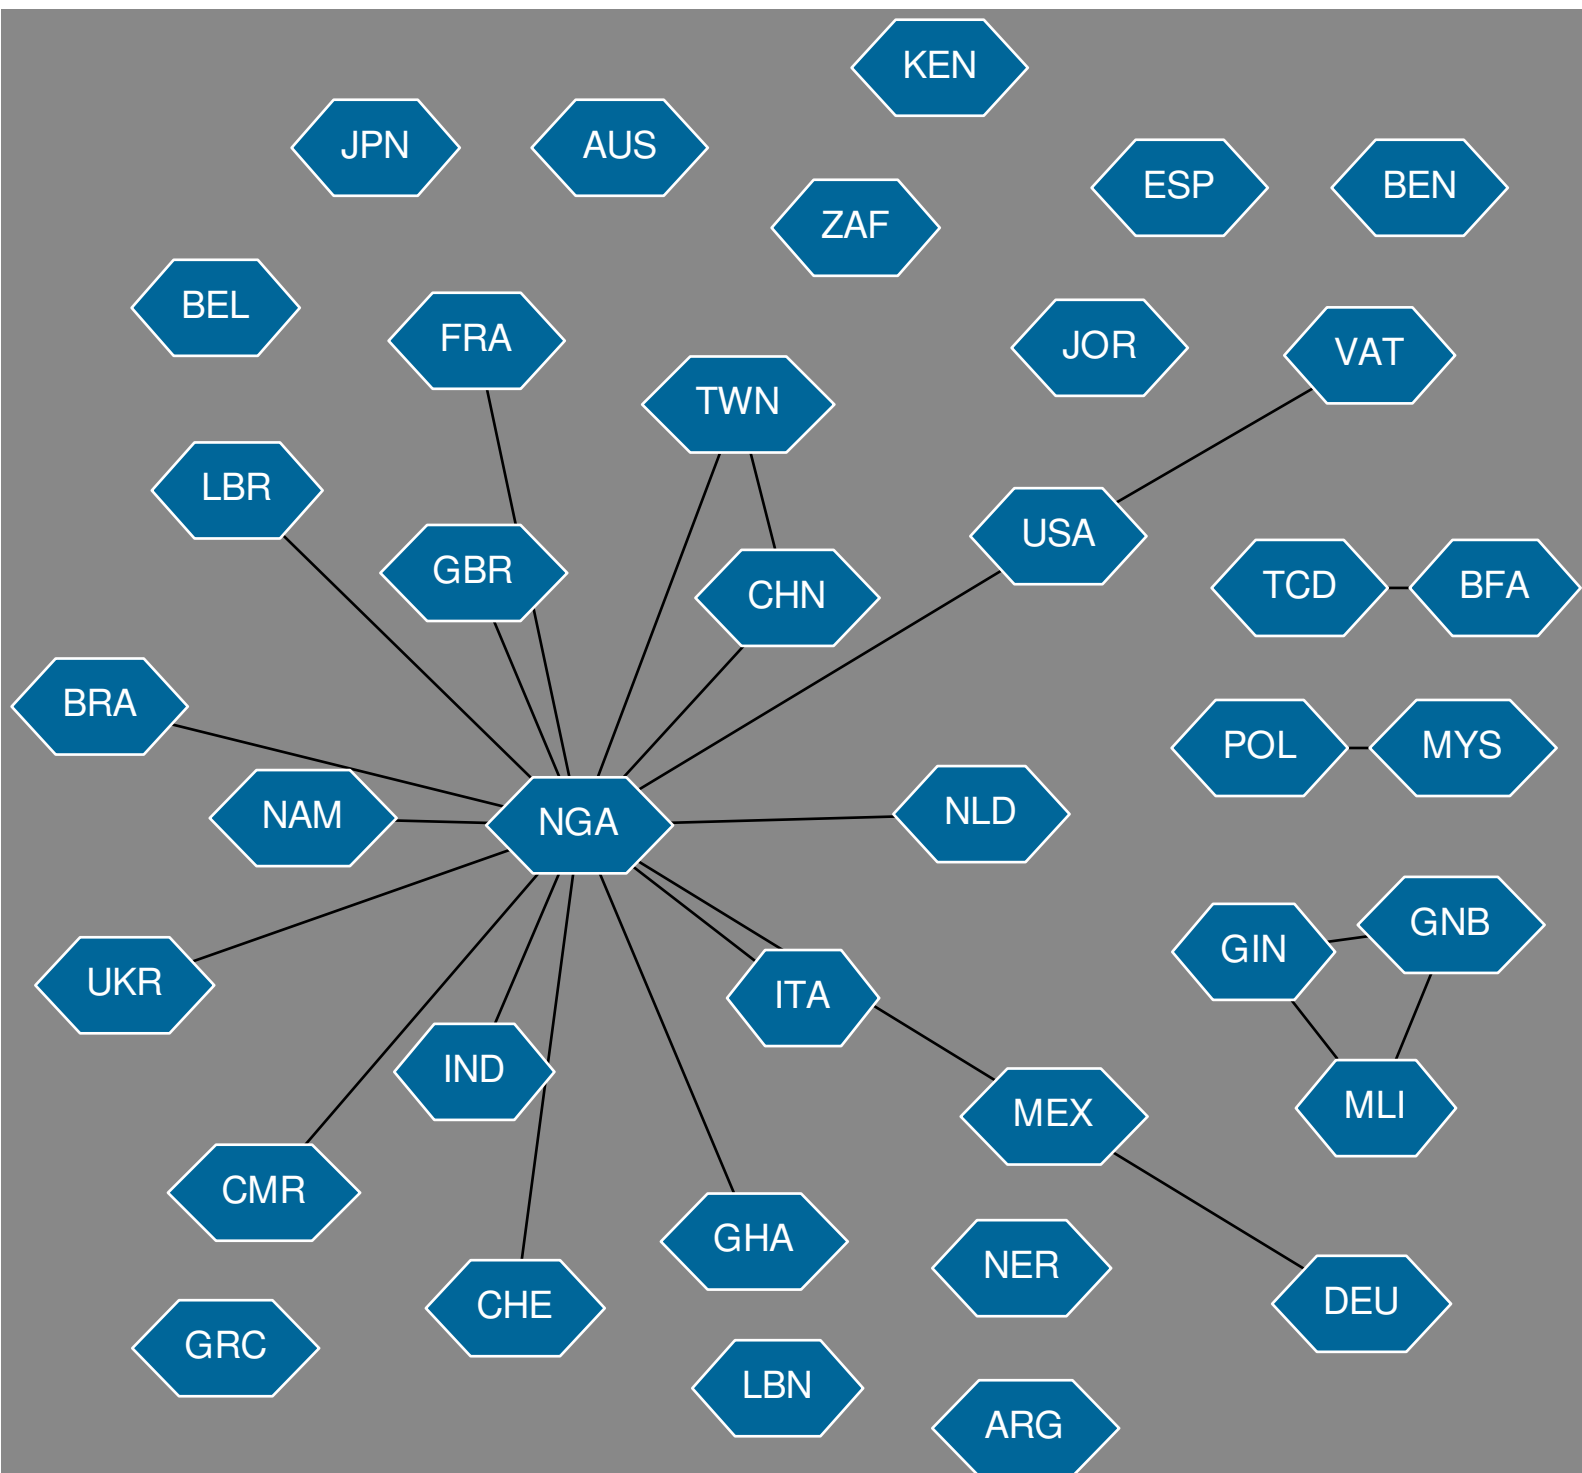 KEN
JPN
AUS
ESP
BEN
ZAF
BEL
FRA
JOR
VAT
TWN
LBR
USA
GBR
CHN
TCD
BFA
BRA
POL
MYS
NAM
NGA
NLD
GNB
GIN
UKR
ITA
IND
MEX
MLI
CMR
GHA
NER
CHE
DEU
GRC
LBN
ARG